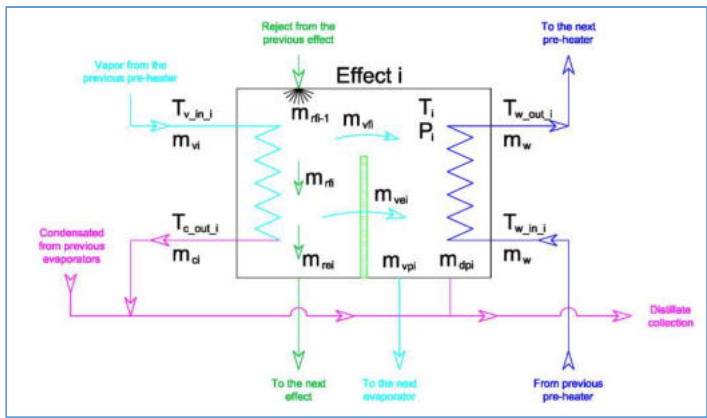 Reject from the
previous effect
To the next
pre-heater
Vapor from the
previous pre-heater
Effect i
T_v_in_i
m_vi
m_rfi-1
m_vfi
T_i
P_i
T_w_out_i
m_w
m_rfi
m_vei
Condensated
from previous
evaporators
T_c_out_i
m_ci
T_w_in_i
m_w
m_rei
m_vpi
m_dpi
Distillate
collection
To the next
effect
To the next
evaporator
From previous
pre-heater